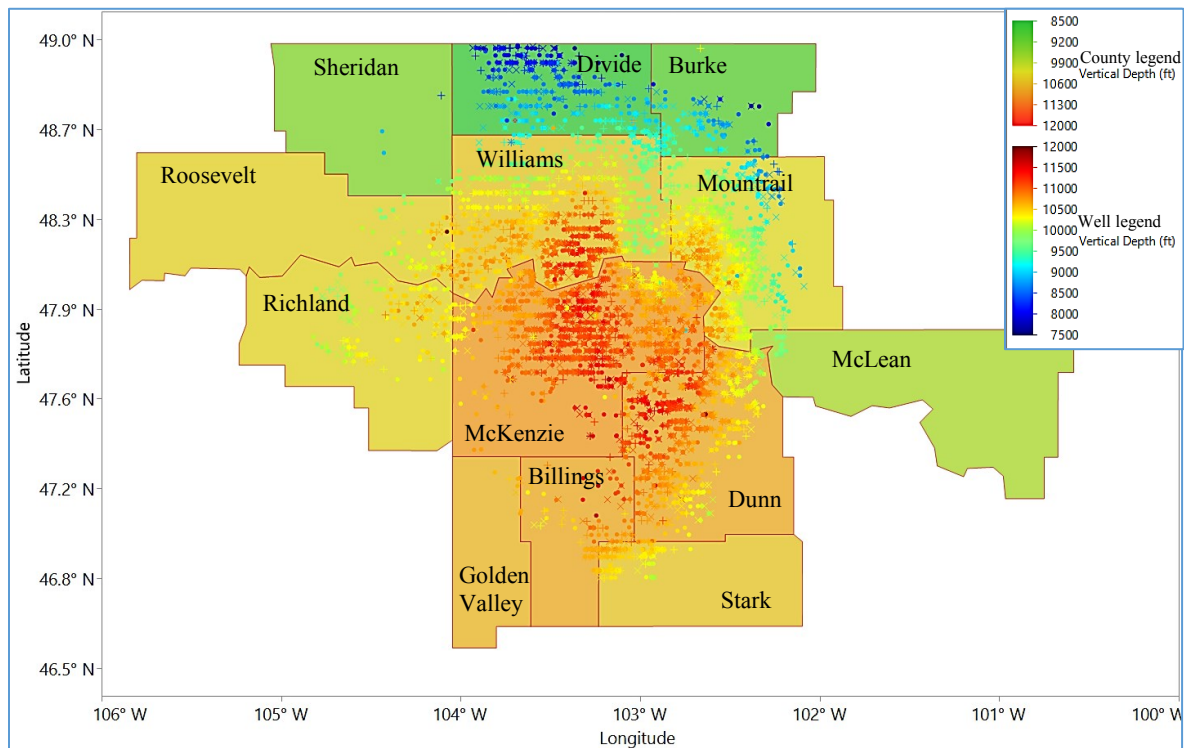 8500
9200
9900
10600
11300
12000
County legend
Vertical Depth (ft)
12000
11500
11000
10500
10000
9500
9000
8500
8000
7500
Well legend
Vertical Depth (ft)
49.0° N
48.7° N
48.3° N
47.9° N
47.6° N
47.2° N
46.8° N
46.5° N
Latitude
Sheridan
Divide
Burke
Roosevelt
Williams
Mountrail
Richland
McLean
McKenzie
Billings
Dunn
Golden
Valley
Stark
106° W
105° W
104° W
103° W
102° W
101° W
100° W
Longitude